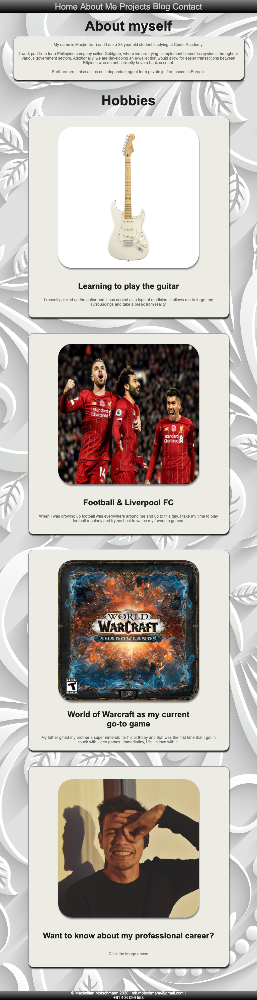 Home About Me Projects Blog Contact
About myself
My name is Max(imilian) and I am a 28 year old student studying at Coder Academy.
I work part-time for a Philippine company called Goldgate, where we are trying to implement biometrics systems throughout
various government sectors. Additionally, we are developing an e-wallet that would allow for easier transactions between
Filipinos who do not currently have a bank account.
Furthermore, I also act as an independant agent for a private jet firm based in Europe.
Hobbies
Learning to play the guitar
I recently picked up the guitar and it has served as a type of medicine. It allows me to forget my
surroundings and take a break from reality.
Standard
Chartered
14
Standard
Chartered
Football & Liverpool FC
When I was growing up football was everywhere around me and up to this day, I take my time to play
football regularly and try my best to watch my favourite games.
WORLD
OF
WARCRAFT
SHADOWLANDS
TEEN
T
ESRB
BLIZZARD
ENTERTAINMENT
World of Warcraft as my current
go-to game
My father gifted my brother a super nintendo for his birthday and that was the first time that I got in
touch with video games. Immediatley, I fell in love with it.
Want to know about my professional career?
Click the image above
© Maximilian Motschmann 2020 | mk.motschmann@gmail.com |
+61 404 099 553